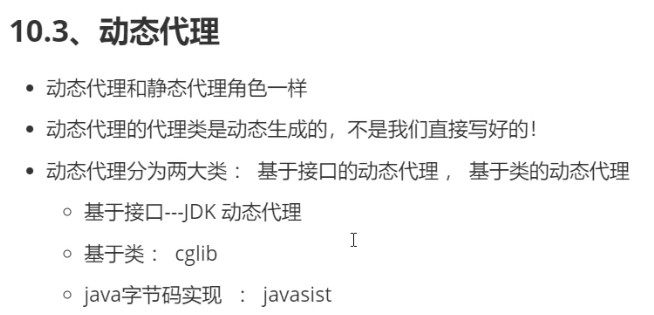 10.3、动态代理
动态代理和静态代理角色一样
动态代理的代理类是动态生成的，不是我们直接写好的！
动态代理分为两大类： 基于接口的动态代理， 基于类的动态代理
基于接口---JDK 动态代理
基于类： cglib
java字节码实现 ： javasist